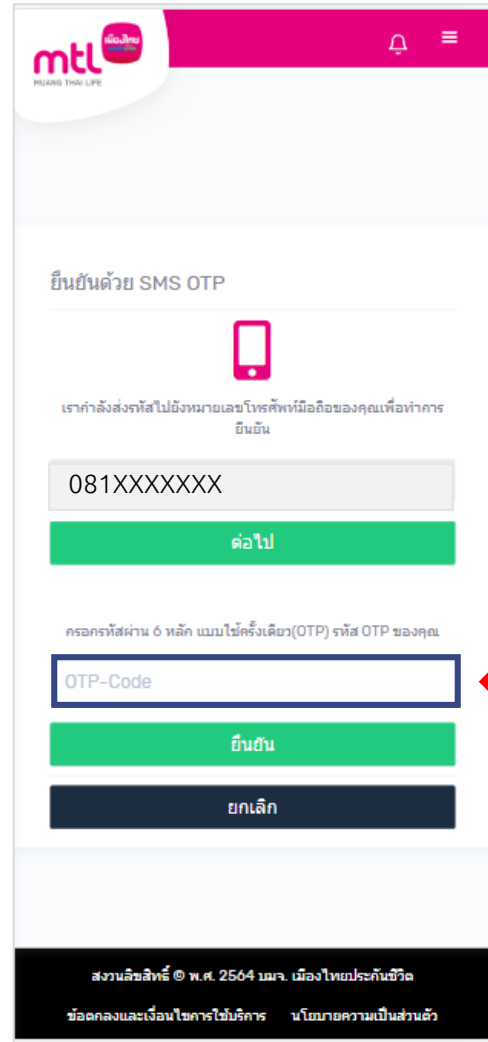 เมืองไทย
mtl
MUANG THAI LIFE
ยืนยันด้วย SMS OTP
เรากำลังส่งรหัสไปยังหมายเลขโทรศัพท์มือถือของคุณเพื่อทำการ
ยืนยัน
081XXXXXXX
ต่อไป
กรอกรหัสผ่าน 6 หลัก แบบใช้ครั้งเดียว(OTP) รหัส OTP ของคุณ
OTP-Code
ยืนยัน
ยกเลิก
สงวนลิขสิทธิ์ © พ.ศ. 2564 บมจ. เมืองไทยประกันชีวิต
ข้อตกลงและเงื่อนไขการใช้บริการ นโยบายความเป็นส่วนตัว